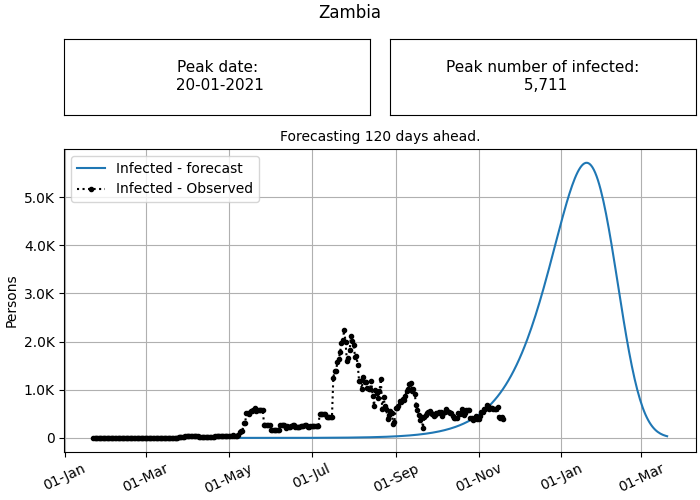 Zambia
Peak date:
20-01-2021
Peak number of infected:
5,711
Forecasting 120 days ahead.
Infected - forecast
Infected - Observed
Persons
5.0K
4.0K
3.0K
2.0K
1.0K
0
01-Jan
01-Mar
01-May
01-Jul
01-Sep
01-Nov
01-Jan
01-Mar